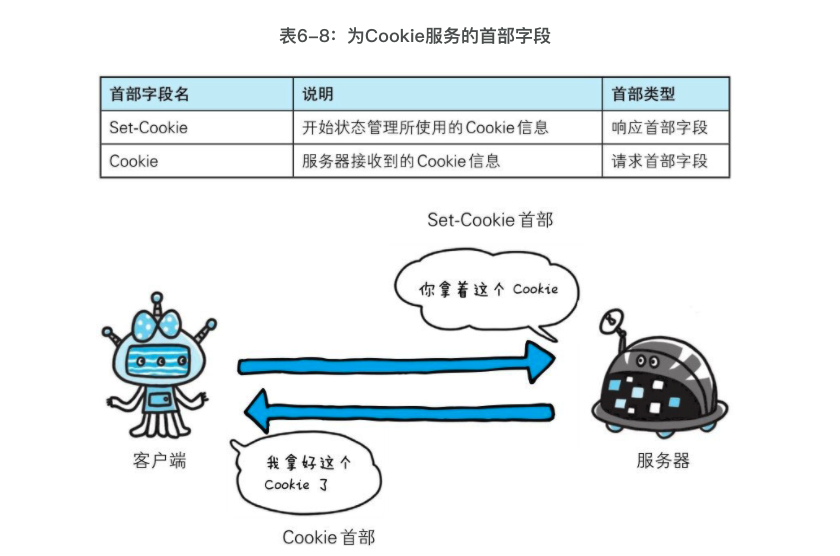 表6-8：为Cookie服务的首部字段
首部字段名 说明 首部类型
Set-Cookie 开始状态管理所使用的Cookie信息 响应首部字段
Cookie 服务器接收到的Cookie信息 请求首部字段
Set-Cookie 首部
你拿着这个 Cookie
客户端
服务器
我拿好这个
Cookie 了
Cookie 首部